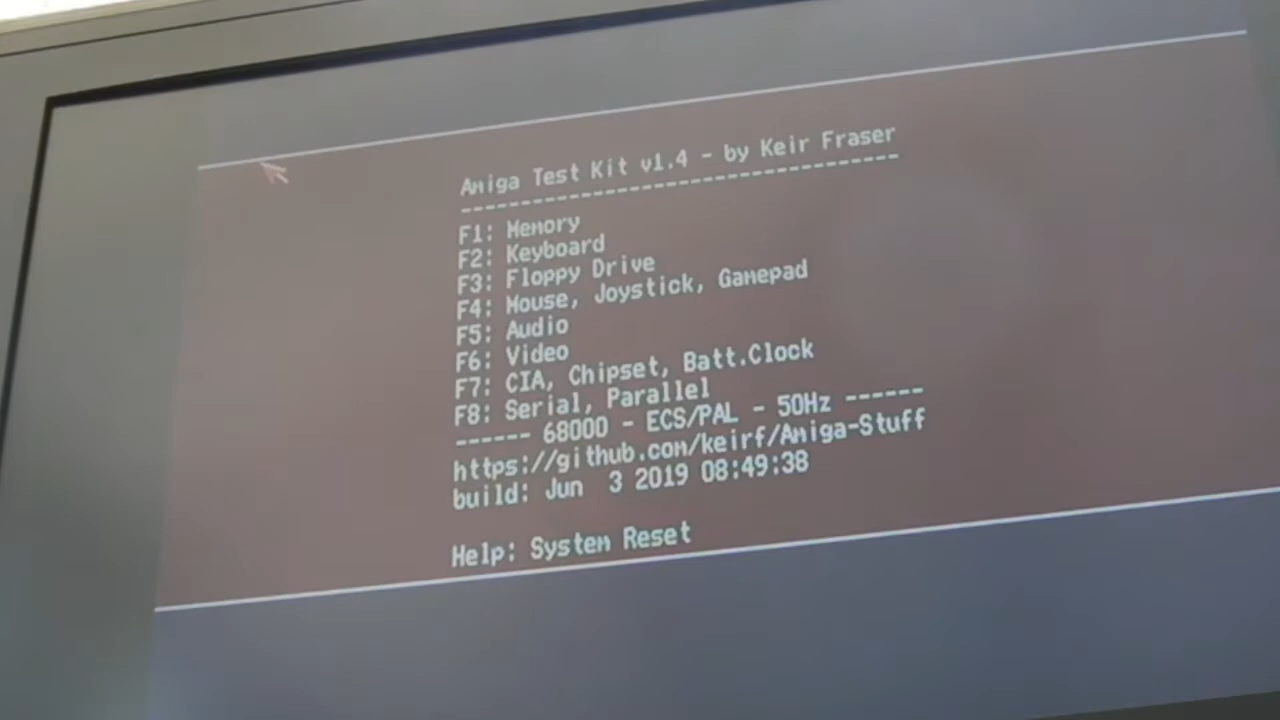 Amiga Test Kit v1.4 - by Keir Fraser
------------------------------------
F1: Memory
F2: Keyboard
F3: Floppy Drive
F4: Mouse, Joystick, Gamepad
F5: Audio
F6: Video
F7: CIA, Chipset, Batt.Clock
F8: Serial, Parallel
------ 68000 - ECS/PAL - 50Hz ------
https://github.com/keirf/Amiga-Stuff
build: Jun  3 2019 08:49:38
Help: System Reset